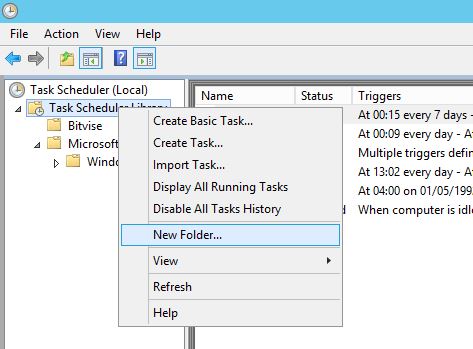 File Action View Help
Task Scheduler (Local)
Task Scheduler Library
Bitvise
Microsoft
Windo
Create Basic Task...
Create Task...
Import Task...
Display All Running Tasks
Disable All Tasks History
New Folder...
View
Refresh
Help
Name Status Triggers
At 00:15 every 7 days -
At 00:09 every day - A
Multiple triggers defin
At 13:02 every day - A
At 04:00 on 01/05/199
d When computer is idle